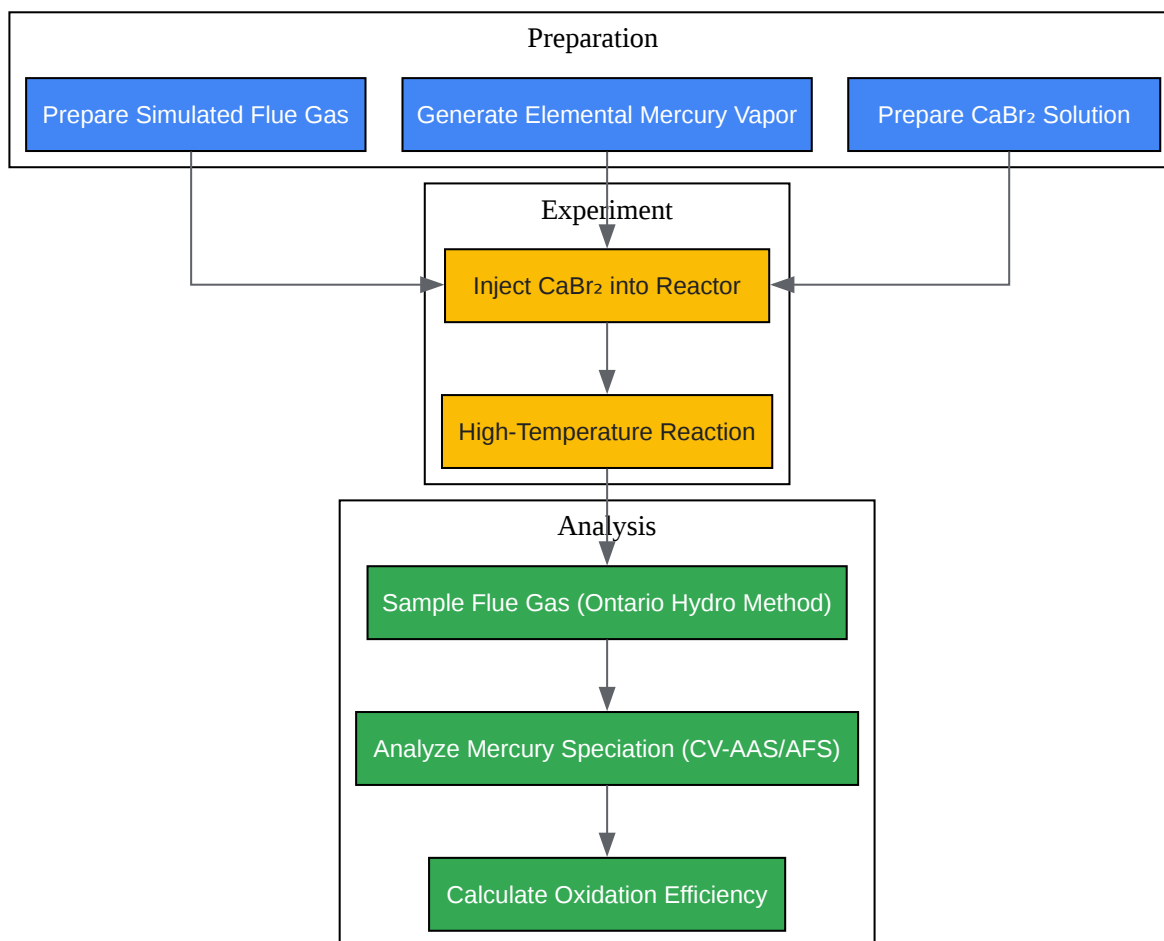 Preparation
Prepare Simulated Flue Gas
Generate Elemental Mercury Vapor
Prepare CaBr₂ Solution
Experiment
Inject CaBr₂ into Reactor
High-Temperature Reaction
Analysis
Sample Flue Gas (Ontario Hydro Method)
Analyze Mercury Speciation (CV-AAS/AFS)
Calculate Oxidation Efficiency